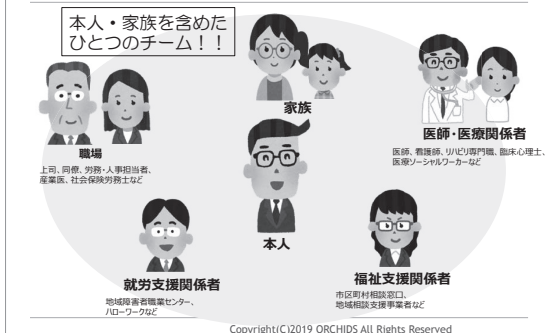 本人・家族を含めた
ひとつのチーム！！
家族
医師・医療関係者
医師、看護師、リハビリ専門職、臨床心理士、
医療ソーシャルワーカーなど
職場
上司、同僚、労務・人事担当者、
産業医、社会保険労務士など
本人
就労支援関係者
地域障害者職業センター、
ハローワークなど
福祉支援関係者
市区町村相談窓口、
地域相談支援事業者など
Copyright(C)2019 ORCHIDS All Rights Reserved